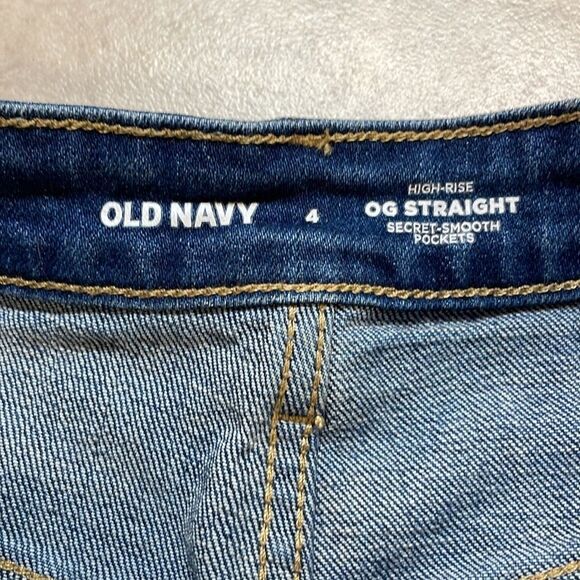 OLD NAVY
4
HIGH-RISE
OG STRAIGHT
SECRET-SMOOTH
POCKETS